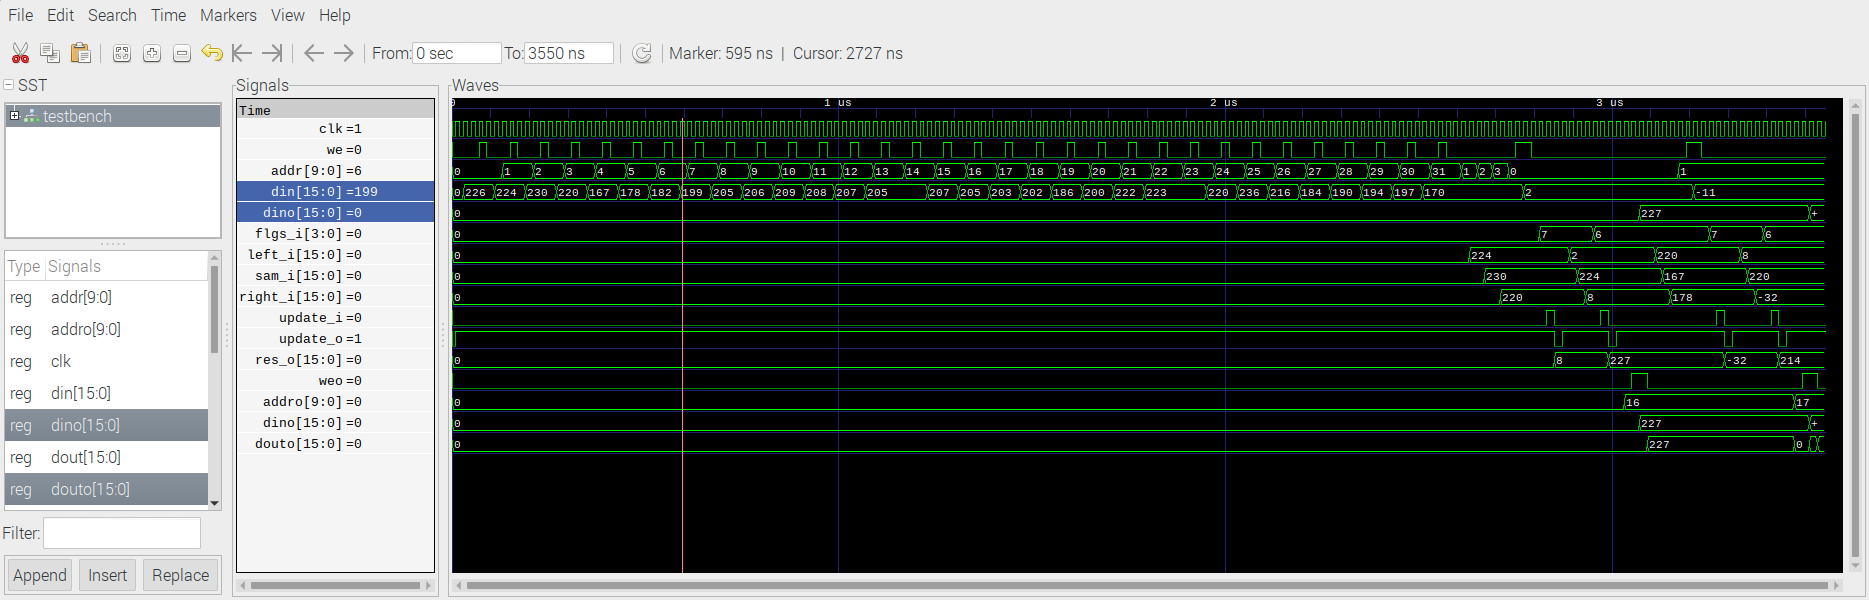 File Edit Search Time Markers View Help
From: 0 sec To: 3550 ns Marker: 595 ns | Cursor: 2727 ns
SST
testbench
Type Signals
reg addr[9:0]
reg addro[9:0]
reg clk
reg din[15:0]
reg dino[15:0]
reg dout[15:0]
reg douto[15:0]
Filter:
Append Insert Replace
Signals
Time
clk =1
we =0
addr[9:0] =6
din[15:0] =199
dino[15:0] =0
flgs_i[3:0] =0
left_i[15:0] =0
sam_i[15:0] =0
right_i[15:0] =0
update_i =0
update_o =1
res_o[15:0] =0
weo =0
addro[9:0] =0
dino[15:0] =0
douto[15:0] =0
Waves
0 1 us 2 us 3 us
0 1 2 3 4 5 6 7 8 9 10 11 12 13 14 15 16 17 18 19 20 21 22 23 24 25 26 27 28 29 30 31 1 2 3 0 1
0 226 224 230 220 167 178 182 199 205 206 209 208 207 205 207 205 203 202 186 200 222 223 220 236 216 184 190 194 197 170 2 -11
0 227 +
0 7 6 7 6
0 224 2 220 8
0 230 224 167 220
0 220 8 178 -32
0 8 227 -32 214
0 16 17
0 227 +
0 227 0